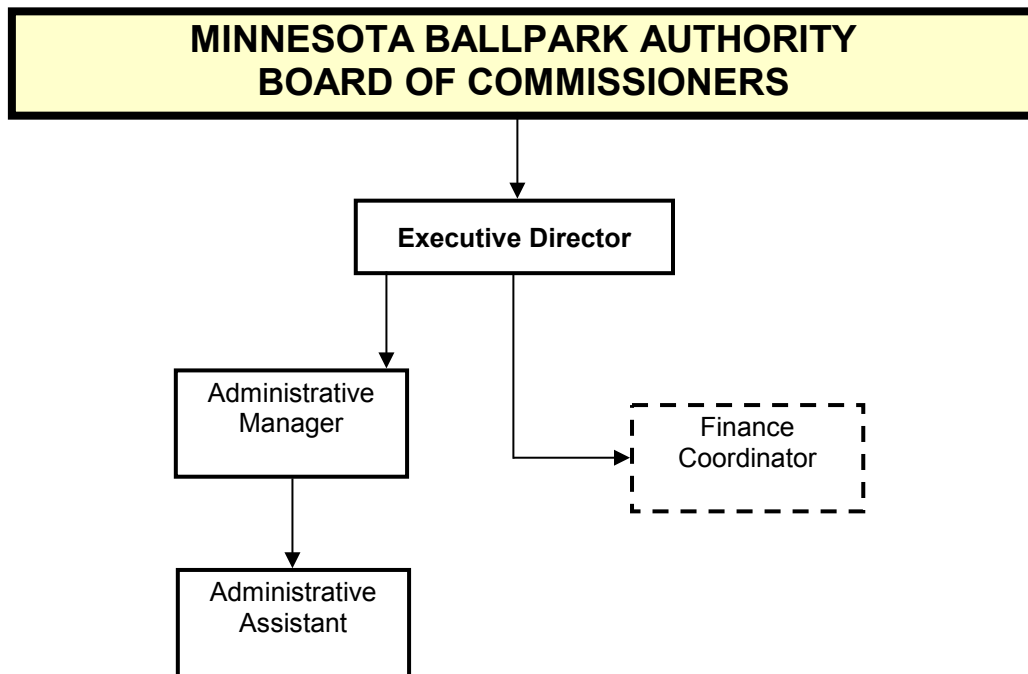 MINNESOTA BALLPARK AUTHORITY
BOARD OF COMMISSIONERS
Executive Director
Administrative
Manager
Finance
Coordinator
Administrative
Assistant